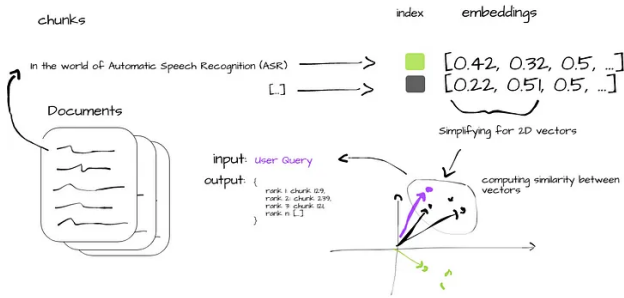 chunks
index
embeddings
In the world of Automatic Speech Recognition (ASR)
[0.42, 0.32, 0.5, ...]
[...]
[0.22, 0.51, 0.5, ...]
Documents
Simplifying for 2D vectors
input: User Query
output: {
rank 1: chunk 129,
rank 2: chunk 239,
rank 3: chunk 121,
rank n: [...]
}
computing similarity between
vectors